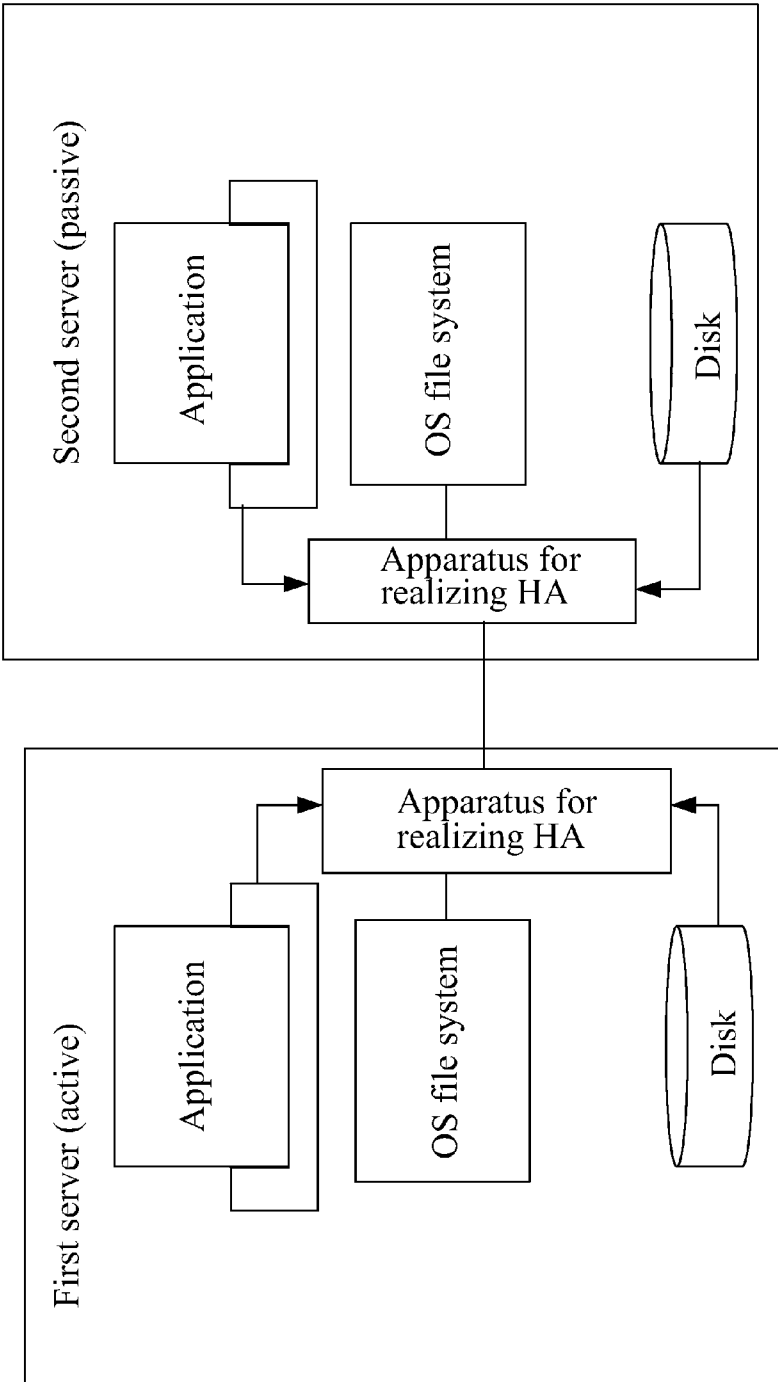 First server (active)
Application
OS file system
Disk
Apparatus for
realizing HA
Second server (passive)
Application
Apparatus for
realizing HA
OS file system
Disk